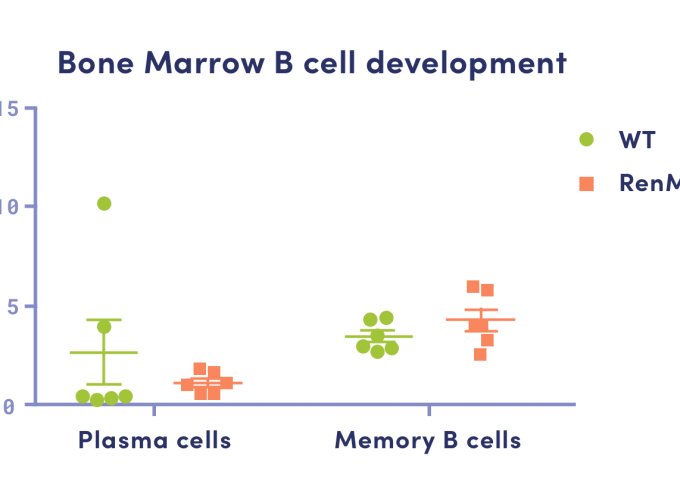 Bone Marrow B cell development
15
WT
RenM
10
5
0
Plasma cells
Memory B cells